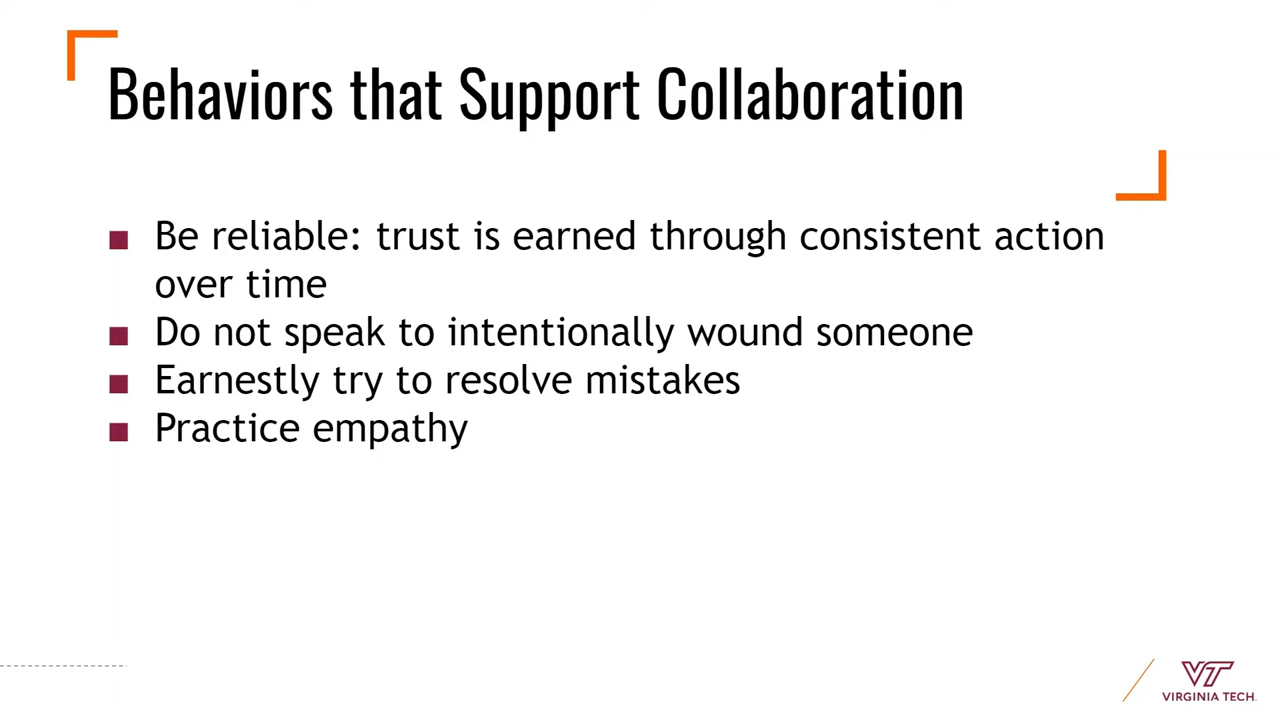 Behaviors that Support Collaboration
■ Be reliable: trust is earned through consistent action
over time
■ Do not speak to intentionally wound someone
■ Earnestly try to resolve mistakes
■ Practice empathy
VT
VIRGINIA TECH.